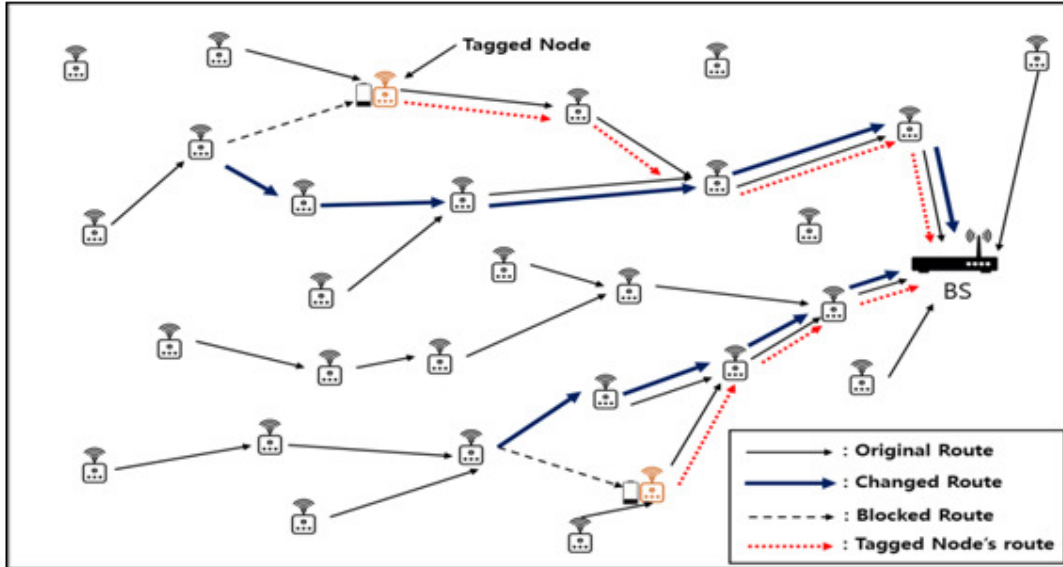 Tagged Node
BS
: Original Route
: Changed Route
: Blocked Route
: Tagged Node's route